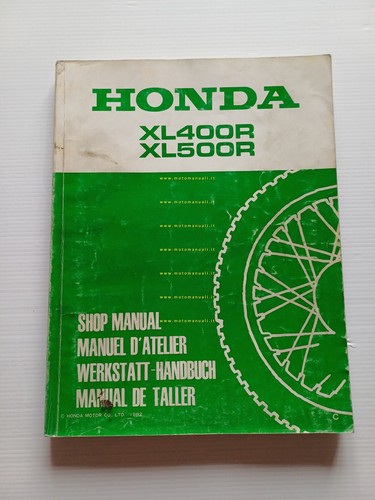 HONDA
XL400R
XL500R
www.motomanuali.it
www.motomanuali.it
www.motomanuali.it
www.motomanuali.it
www.motomanuali.it
www.motomanuali.it
www.motomanuali.it
SHOP MANUAL
MANUEL D'ATELIER
WERKSTATT-HANDBUCH
MANUAL DE TALLER
© HONDA MOTOR CO., LTD. 1982
C